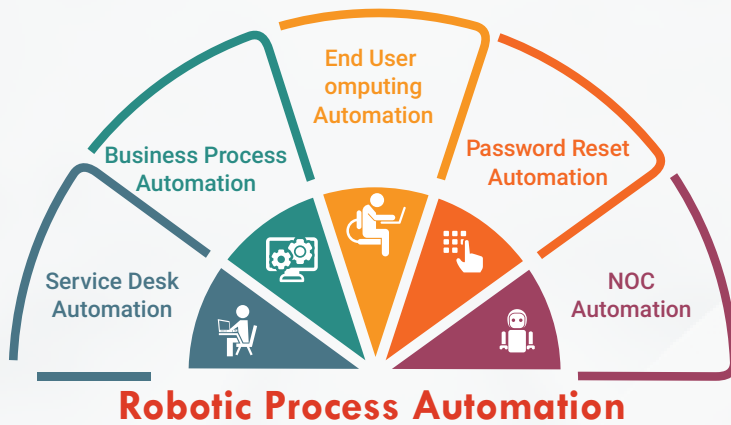 Service Desk
Automation
Business Process
Automation
End User
omputing
Automation
Password Reset
Automation
NOC
Automation
Robotic Process Automation